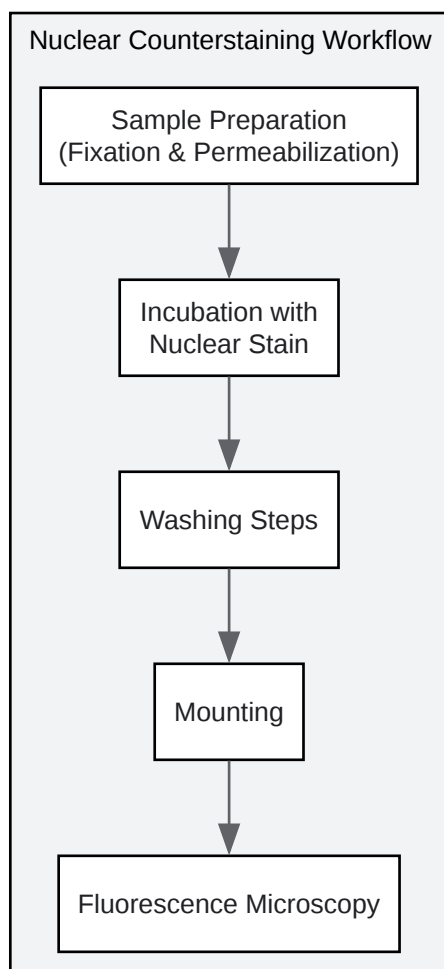 Nuclear Counterstaining Workflow
Sample Preparation
(Fixation & Permeabilization)
Incubation with
Nuclear Stain
Washing Steps
Mounting
Fluorescence Microscopy